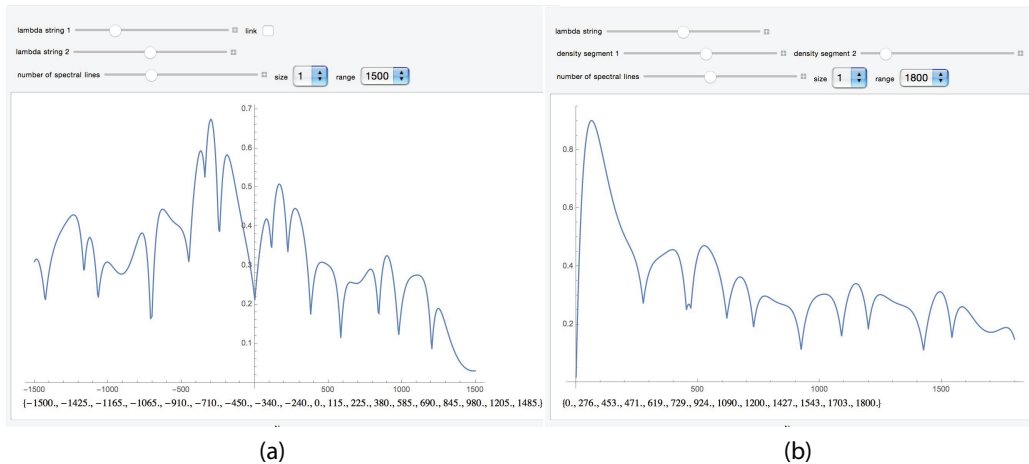 lambda string 1 link
lambda string 2
number of spectral lines size 1 range 1500
0.7
0.6
0.5
0.4
0.3
0.2
0.1
-1500 -1000 -500 500 1000 1500
{-1500., -1425., -1165., -1065., -910., -710., -450., -340., -240., 0., 115., 225., 380., 585., 690., 845., 980., 1205., 1485.}
(a)
lambda string
density segment 1 density segment 2
number of spectral lines size 1 range 1800
0.8
0.6
0.4
0.2
500 1000 1500
{0., 276., 453., 471., 619., 729., 924., 1090., 1200., 1427., 1543., 1703., 1800.}
(b)